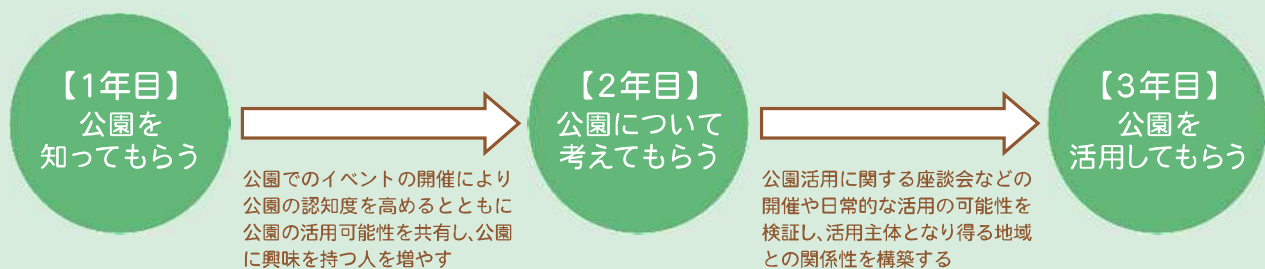 【1年目】
公園を
知ってもらう
公園でのイベントの開催により
公園の認知度を高めるとともに
公園の活用可能性を共有し、公園
に興味を持つ人を増やす
【2年目】
公園について
考えてもらう
公園活用に関する座談会などの
開催や日常的な活用の可能性を
検証し、活用主体となり得る地域
との関係性を構築する
【3年目】
公園を
活用してもらう